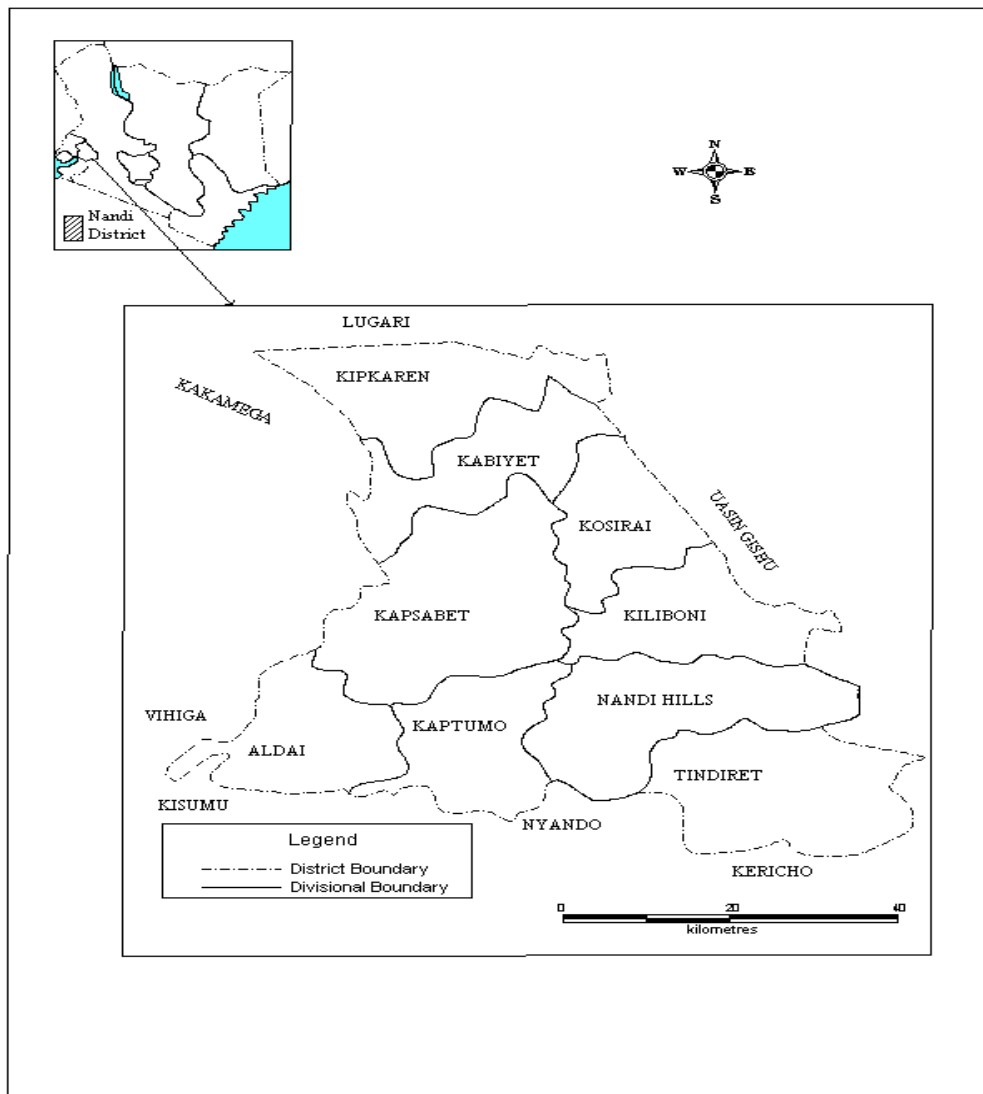 N
W E
S
Nandi
District
LUGARI
KIPKAREN
KAKAMEGA
KABIYET
UASIN GISHU
KOSIRAI
KAPSABET
KILIBONI
NANDI HILLS
VIHIGA
KAPTUMO
ALDAI
TINDIRET
KISUMU
NYANDO
Legend
District Boundary
Divisional Boundary
KERICHO
0 20 40
kilometres